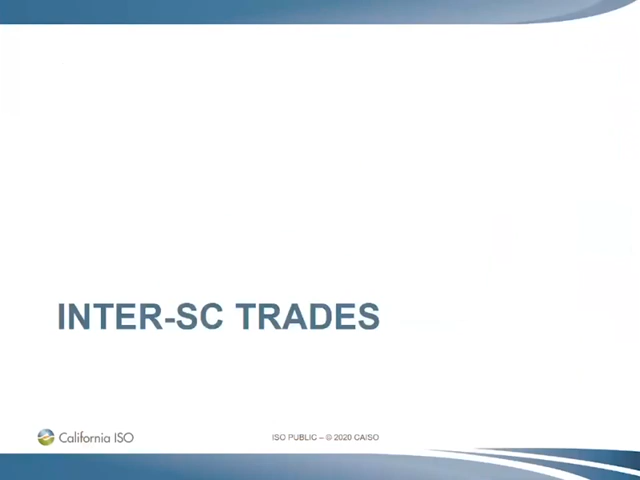 INTER-SC TRADES
California ISO
ISO PUBLIC – © 2020 CAISO